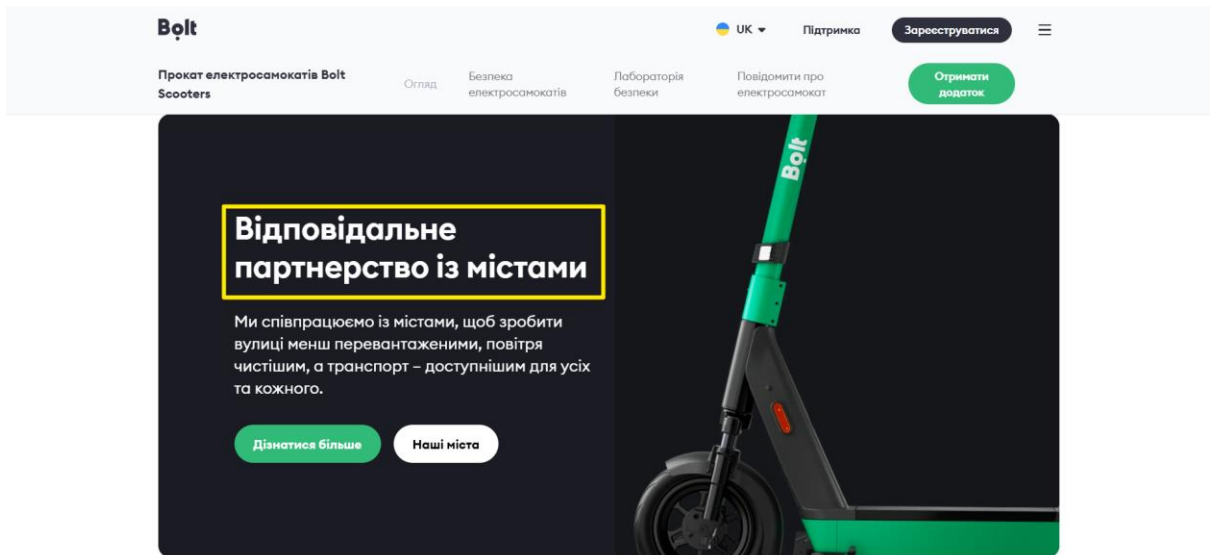 Bolt
UK
Підтримка
Зареєструватися
Прокат електросамокатів Bolt
Scooters
Огляд
Безпека
електросамокатів
Лабораторія
безпеки
Повідомити про
електросамокат
Отримати
додаток
Bolt
Відповідальне
партнерство із містами
Ми співпрацюємо із містами, щоб зробити
вулиці менш перевантаженими, повітря
чистішим, а транспорт – доступнішим для усіх
та кожного.
Дізнатися більше
Наші міста